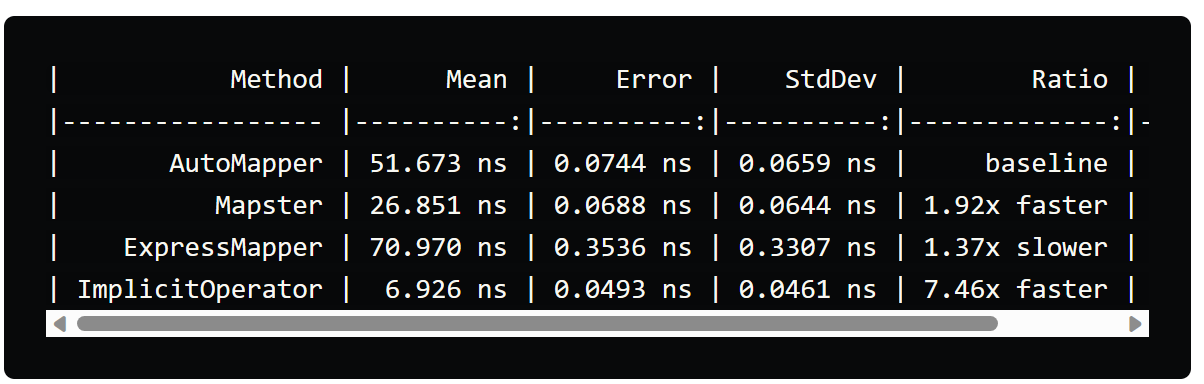 |            Method |      Mean |     Error |    StdDev |        Ratio |
|----------------- |----------:|----------:|----------:|-------------:|-
|        AutoMapper | 51.673 ns | 0.0744 ns | 0.0659 ns |     baseline |
|           Mapster | 26.851 ns | 0.0688 ns | 0.0644 ns | 1.92x faster |
|     ExpressMapper | 70.970 ns | 0.3536 ns | 0.3307 ns | 1.37x slower |
|  ImplicitOperator |  6.926 ns | 0.0493 ns | 0.0461 ns | 7.46x faster |